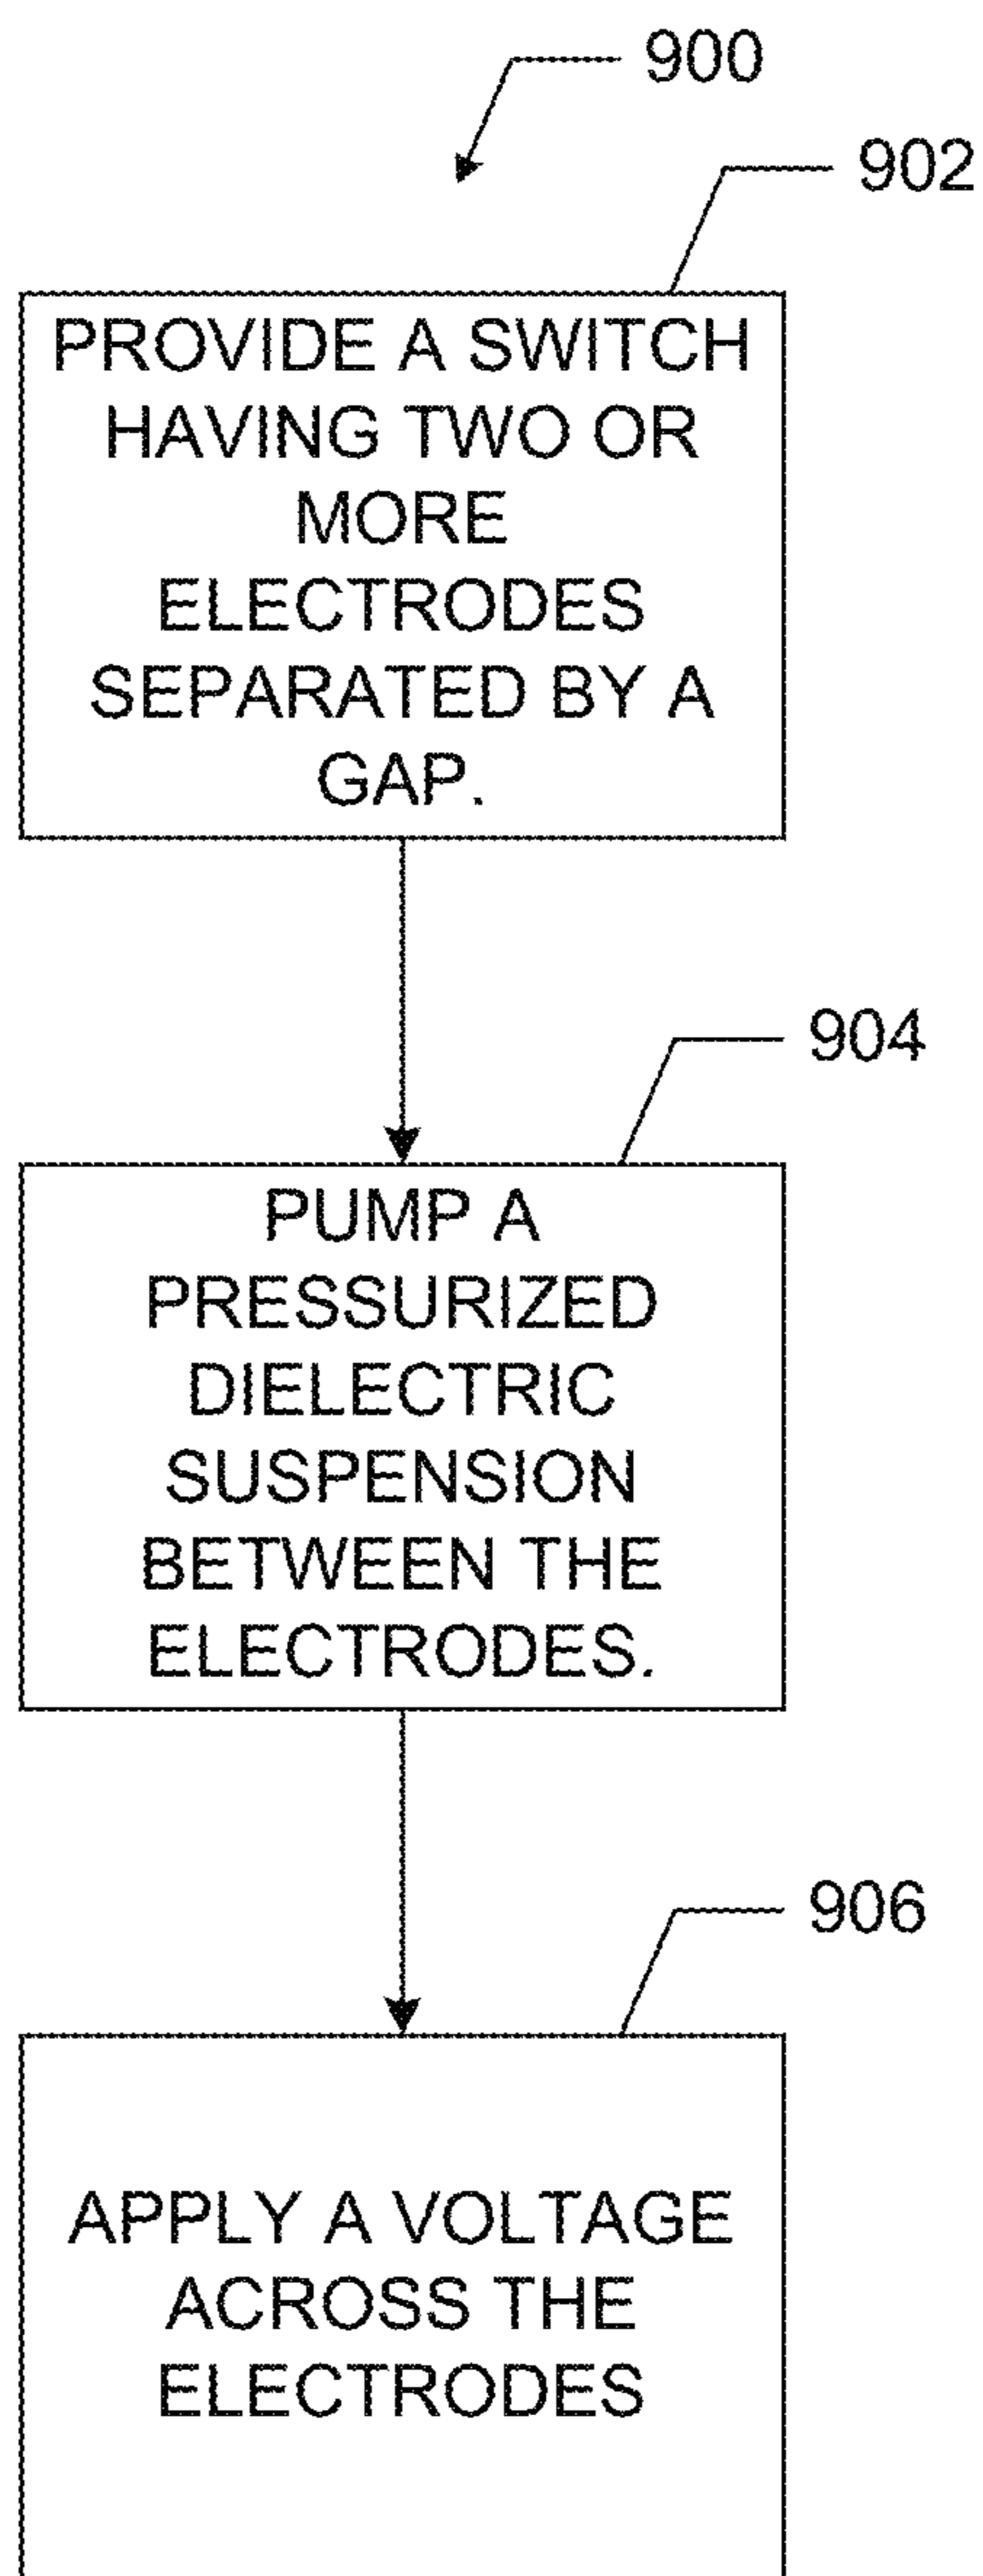 900
902
PROVIDE A SWITCH
HAVING TWO OR
MORE
ELECTRODES
SEPARATED BY A
GAP.
904
PUMP A
PRESSURIZED
DIELECTRIC
SUSPENSION
BETWEEN THE
ELECTRODES.
906
APPLY A VOLTAGE
ACROSS THE
ELECTRODES